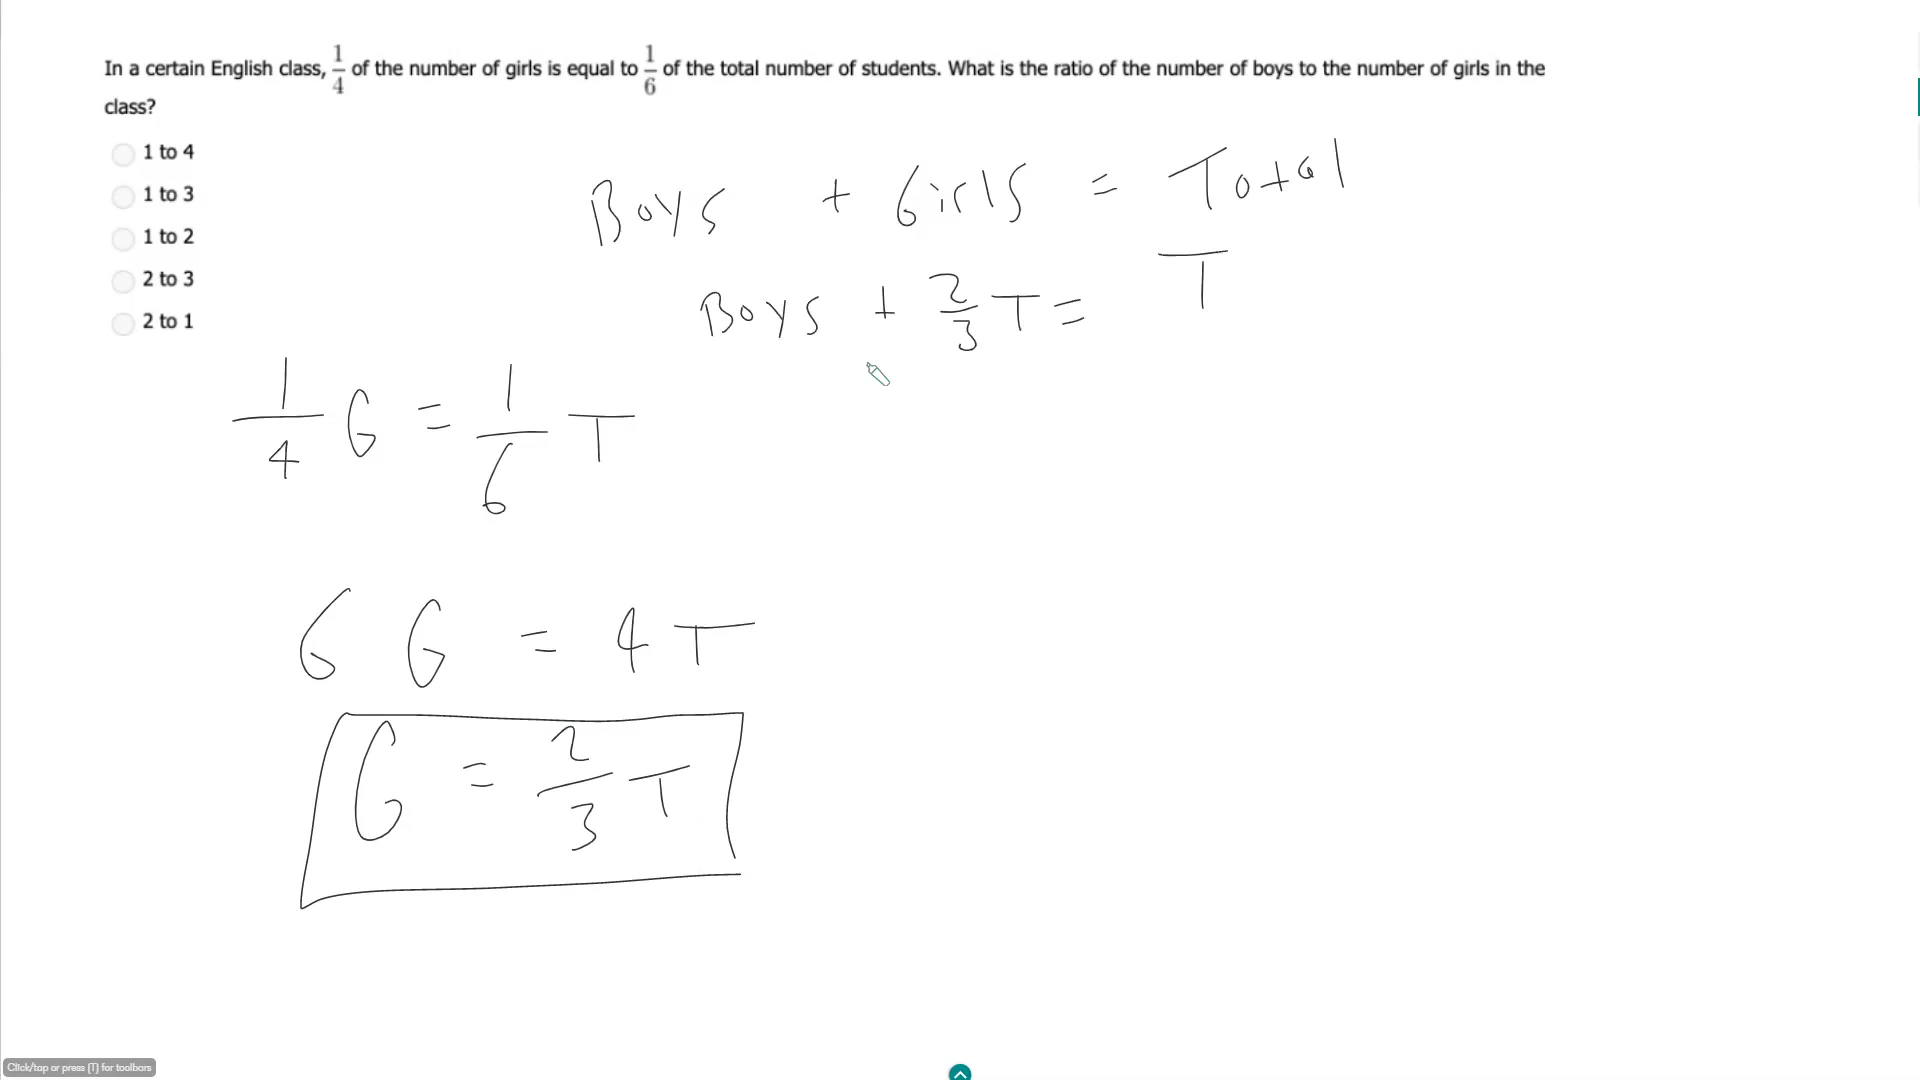 In a certain English class, 1/4 of the number of girls is equal to 1/6 of the total number of students. What is the ratio of the number of boys to the number of girls in the
class?
1 to 4
1 to 3
1 to 2
2 to 3
2 to 1
Boys + Girls = Total
Boys + 2/3 T = T
1/4 G = 1/6 T
6 G = 4 T
G = 2/3 T
Click/tap or press [T] for toolbars